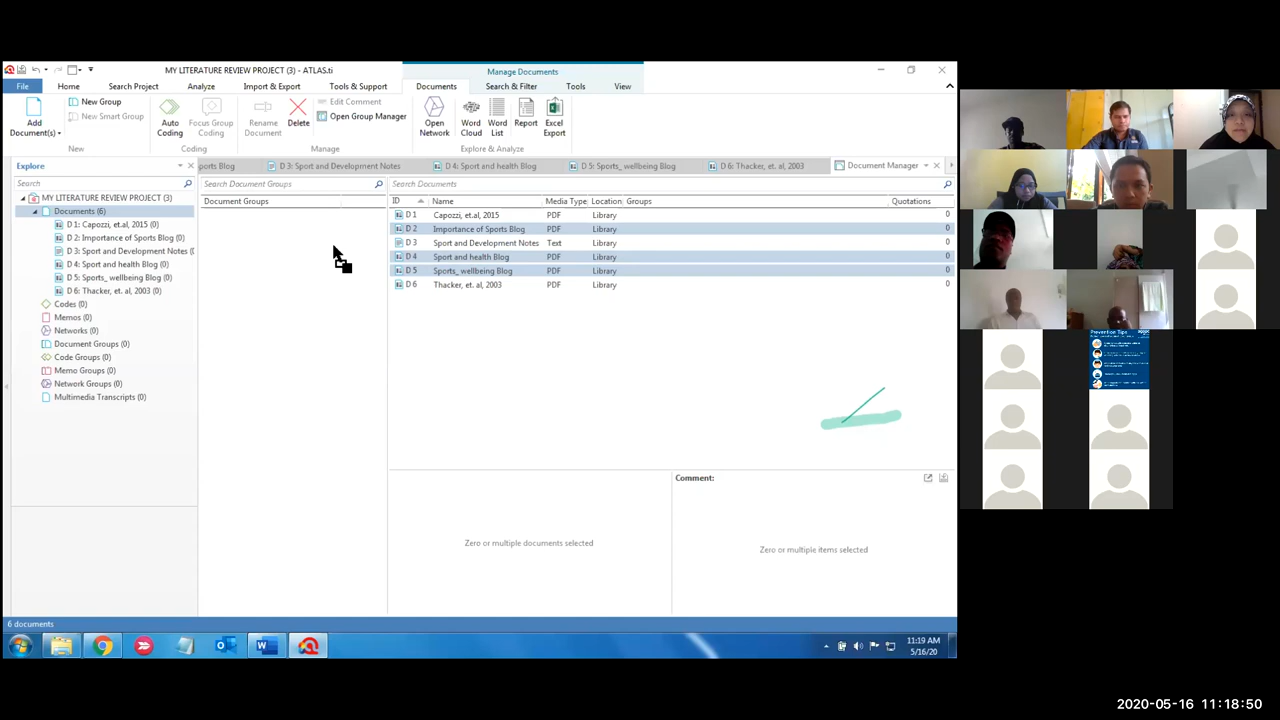 MY LITERATURE REVIEW PROJECT (3) - ATLAS.ti
Manage Documents
File
Home
Search Project
Analyze
Import & Export
Tools & Support
Documents
Search & Filter
Tools
View
Add Document(s)
New Group
New Smart Group
New
Auto Coding
Focus Group Coding
Coding
Rename Document
Delete
Edit Comment
Open Group Manager
Manage
Open Network
Word Cloud
Word List
Report
Excel Export
Explore & Analyze
Explore
ports Blog
D 3: Sport and Development Notes
D 4: Sport and health Blog
D 5: Sports_ wellbeing Blog
D 6: Thacker, et. al, 2003
Document Manager
Search
MY LITERATURE REVIEW PROJECT (3)
Documents (6)
D 1: Capozzi, et.al, 2015 (0)
D 2: Importance of Sports Blog (0)
D 3: Sport and Development Notes (
D 4: Sport and health Blog (0)
D 5: Sports_ wellbeing Blog (0)
D 6: Thacker, et. al, 2003 (0)
Codes (0)
Memos (0)
Networks (0)
Document Groups (0)
Code Groups (0)
Memo Groups (0)
Network Groups (0)
Multimedia Transcripts (0)
Search Document Groups
Document Groups
Search Documents
ID Name Media Type Location Groups Quotations
D 1 Capozzi, et.al, 2015 PDF Library 0
D 2 Importance of Sports Blog PDF Library 0
D 3 Sport and Development Notes Text Library 0
D 4 Sport and health Blog PDF Library 0
D 5 Sports_ wellbeing Blog PDF Library 0
D 6 Thacker, et. al, 2003 PDF Library 0
Zero or multiple documents selected
Comment:
Zero or multiple items selected
6 documents
11:19 AM
5/16/20
Prevention Tips
2020-05-16 11:18:50